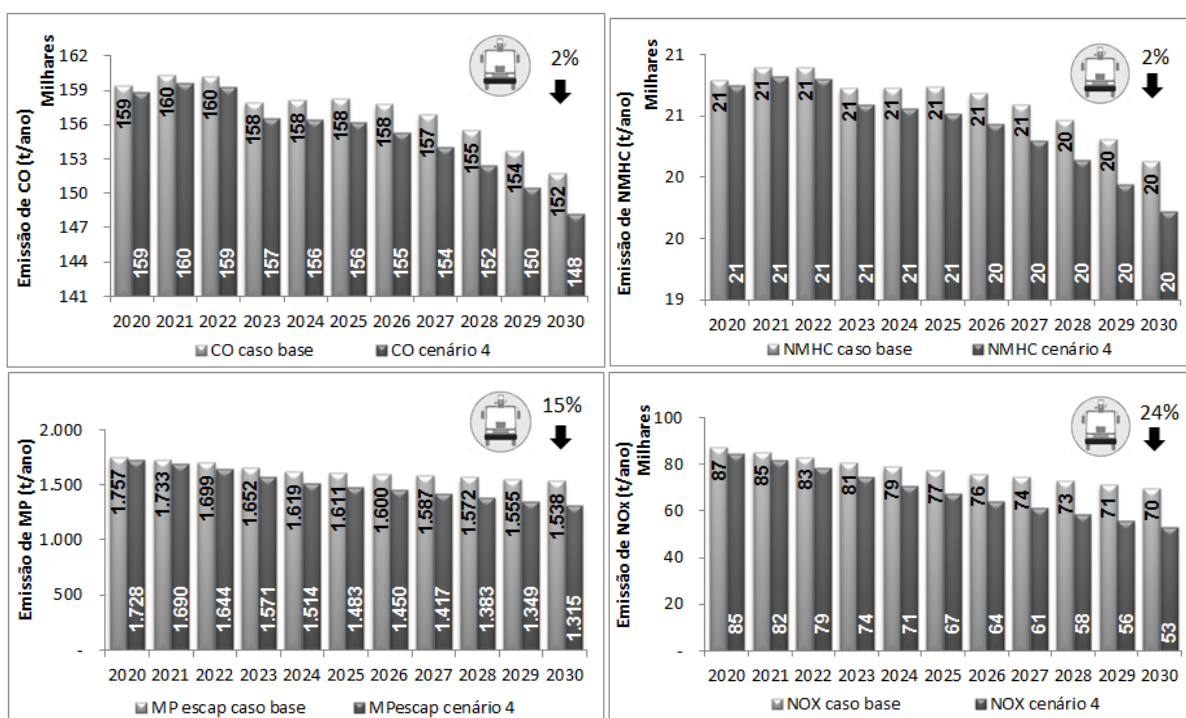 Emissão de CO (t/ano)
Milhares
162
159
156
153
150
147
144
141
159 160 160 158 158 158 158 157 155 154 152
159 160 159 157 156 156 155 154 152 150 148
2020 2021 2022 2023 2024 2025 2026 2027 2028 2029 2030
CO caso base CO cenário 4
2%
Emissão de NMHC (t/ano)
Milhares
21
21
20
20
19
21 21 21 21 21 21 21 21 20 20 20
21 21 21 21 21 21 20 20 20 20 20
2020 2021 2022 2023 2024 2025 2026 2027 2028 2029 2030
NMHC caso base NMHC cenário 4
2%
Emissão de MP (t/ano)
2.000
1.500
1.000
500
-
1.757 1.733 1.699 1.652 1.619 1.611 1.600 1.587 1.572 1.555 1.538
1.728 1.690 1.644 1.571 1.514 1.483 1.450 1.417 1.383 1.349 1.315
2020 2021 2022 2023 2024 2025 2026 2027 2028 2029 2030
MP escap caso base MPescap cenário 4
15%
Emissão de NOx (t/ano)
Milhares
100
80
60
40
20
-
87 85 83 81 79 77 76 74 73 71 70
85 82 79 74 71 67 64 61 58 56 53
2020 2021 2022 2023 2024 2025 2026 2027 2028 2029 2030
NOX caso base NOX cenário 4
24%